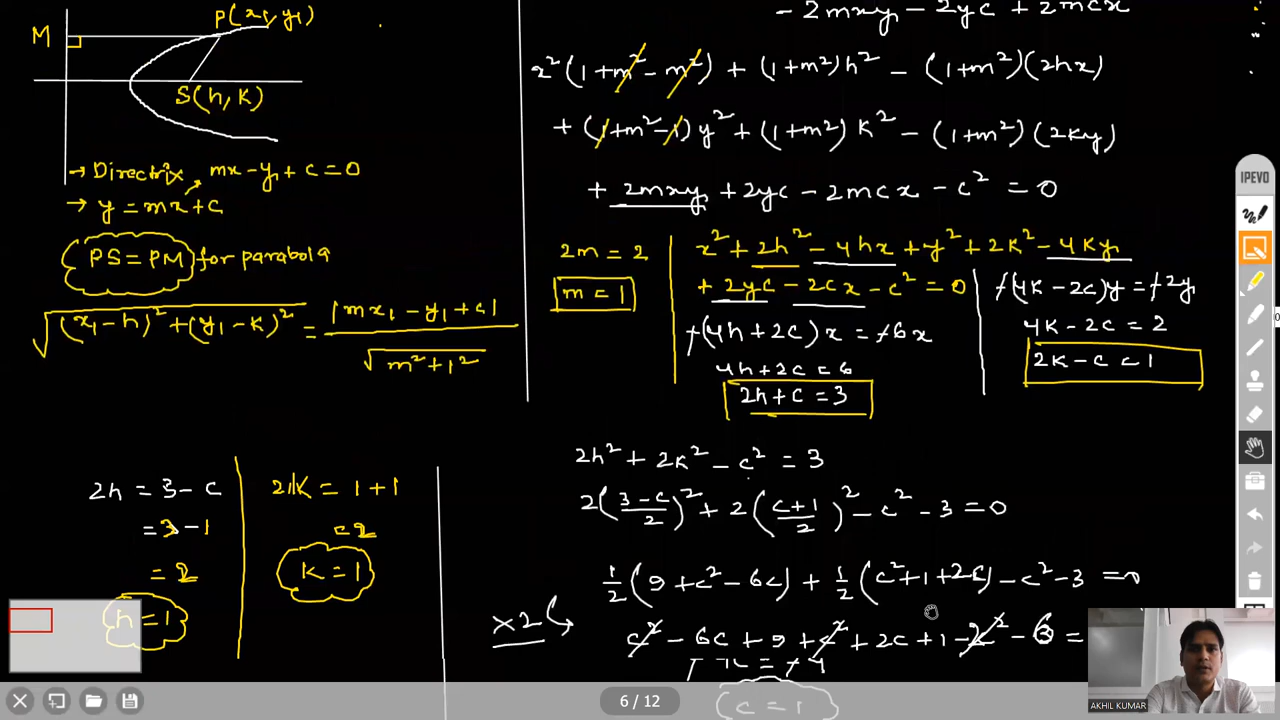 P(x₁, y₁)
M
S(h, k)
→ Directrix, mx - y₁ + c = 0
→ y = mx + c
PS = PM for parabola
√((x₁-h)² + (y₁-k)²) = |mx₁ - y₁ + c| / √(m² + 1²)
- 2mxy - 2yc + 2mcx
x²(1+m²-m²) + (1+m²)h² - (1+m²)(2hx)
+ (1+m²-1)y² + (1+m²)k² - (1+m²)(2ky)
+ 2mxy + 2yc - 2mcx - c² = 0
2m = 2
m = 1
x² + 2h² - 4hx + y² + 2k² - 4ky
+ 2yc - 2cx - c² = 0
-(4h+2c)x = -6x
4h+2c = 6
2h + c = 3
-(4k-2c)y = -2y
4k - 2c = 2
2k - c = 1
2h = 3 - c
= 3 - 1
= 2
h = 1
2k = 1 + 1
= 2
k = 1
2h² + 2k² - c² = 3
2((3-c)/2)² + 2((c+1)/2)² - c² - 3 = 0
1/2(9 + c² - 6c) + 1/2(c² + 1 + 2c) - c² - 3 = 0
×2
c² - 6c + 9 + c² + 2c + 1 - 2c² - 6 =
c = 1
6 / 12
IPEVO
AKHIL KUMAR